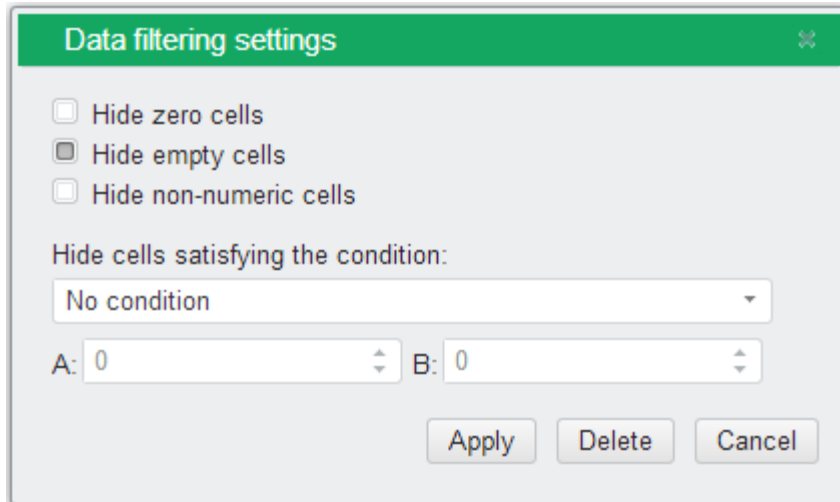 Data filtering settings
Hide zero cells
Hide empty cells
Hide non-numeric cells
Hide cells satisfying the condition:
No condition
A: 0 B: 0
Apply Delete Cancel